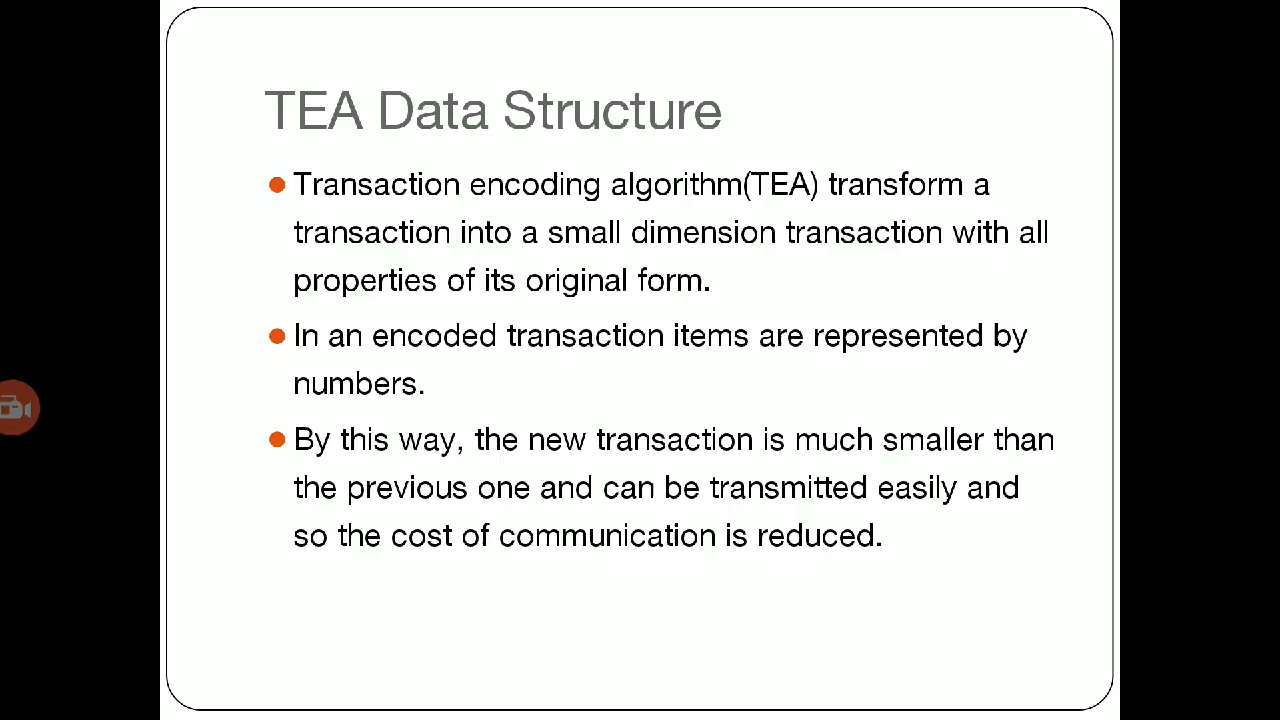 TEA Data Structure
Transaction encoding algorithm(TEA) transform a
transaction into a small dimension transaction with all
properties of its original form.
In an encoded transaction items are represented by
numbers.
By this way, the new transaction is much smaller than
the previous one and can be transmitted easily and
so the cost of communication is reduced.